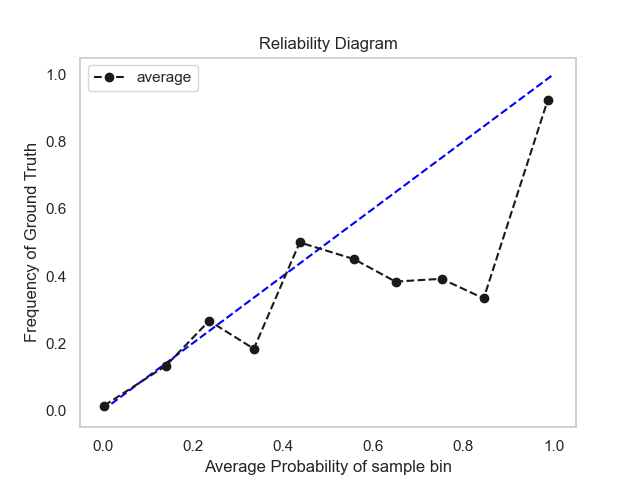 Reliability Diagram
average
1.0
0.8
0.6
0.4
0.2
0.0
Frequency of Ground Truth
0.0 0.2 0.4 0.6 0.8 1.0
Average Probability of sample bin